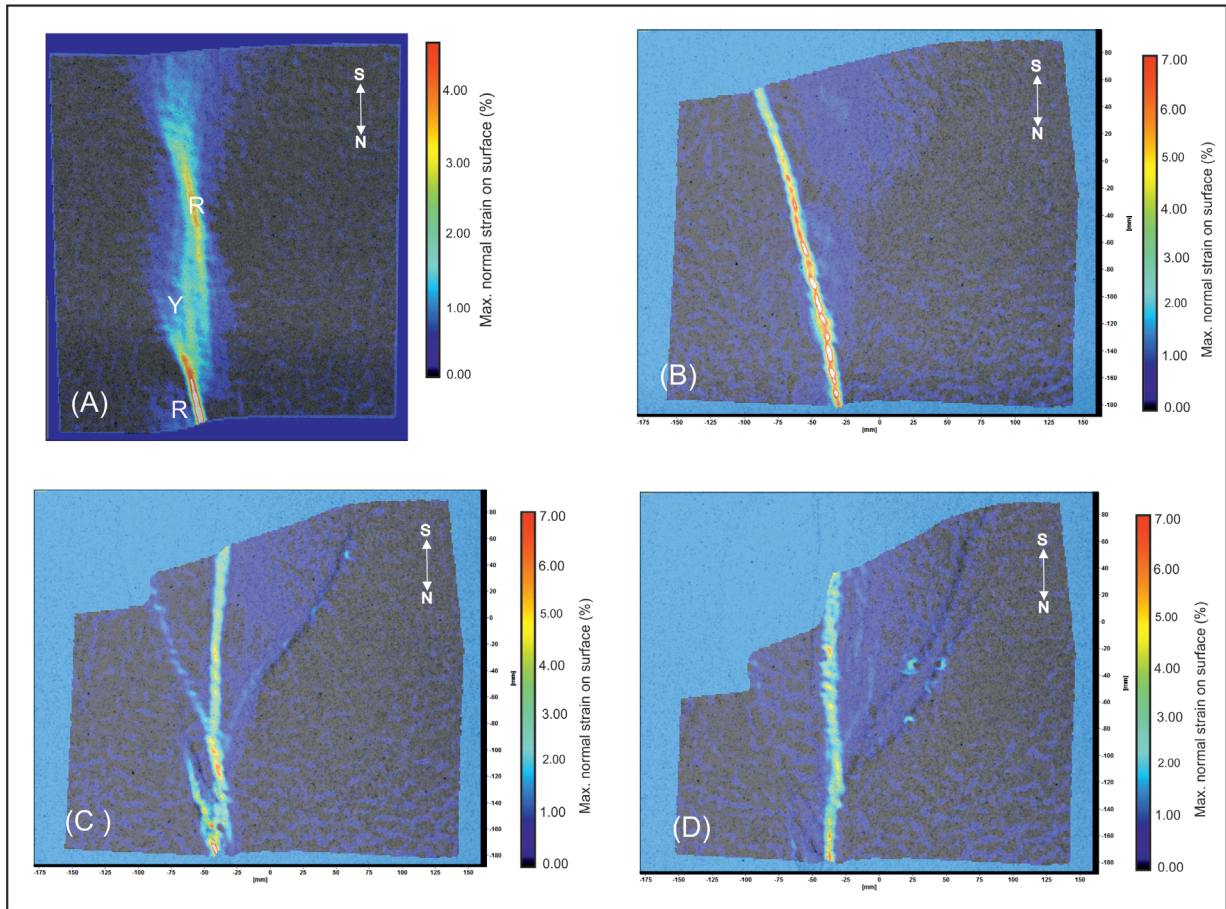 S
N
R
Y
R
(A)
4.00
3.00
2.00
1.00
0.00
Max. normal strain on surface (%)
S
N
(B)
80
60
40
20
0
-20
-40
-60
-80
-100
-120
-140
-160
-180
[mm]
-175 -150 -125 -100 -75 -50 -25 0 25 50 75 100 125 150
[mm]
7.00
6.00
5.00
4.00
3.00
2.00
1.00
0.00
Max. normal strain on surface (%)
S
N
(C )
80
60
40
20
0
-20
-40
-60
-80
-100
-120
-140
-160
-180
[mm]
-175 -150 -125 -100 -75 -50 -25 0 25 50 75 100 125 150
[mm]
7.00
6.00
5.00
4.00
3.00
2.00
1.00
0.00
Max. normal strain on surface (%)
S
N
(D)
80
60
40
20
0
-20
-40
-60
-80
-100
-120
-140
-160
-180
[mm]
-175 -150 -125 -100 -75 -50 -25 0 25 50 75 100 125 150
[mm]
7.00
6.00
5.00
4.00
3.00
2.00
1.00
0.00
Max. normal strain on surface (%)